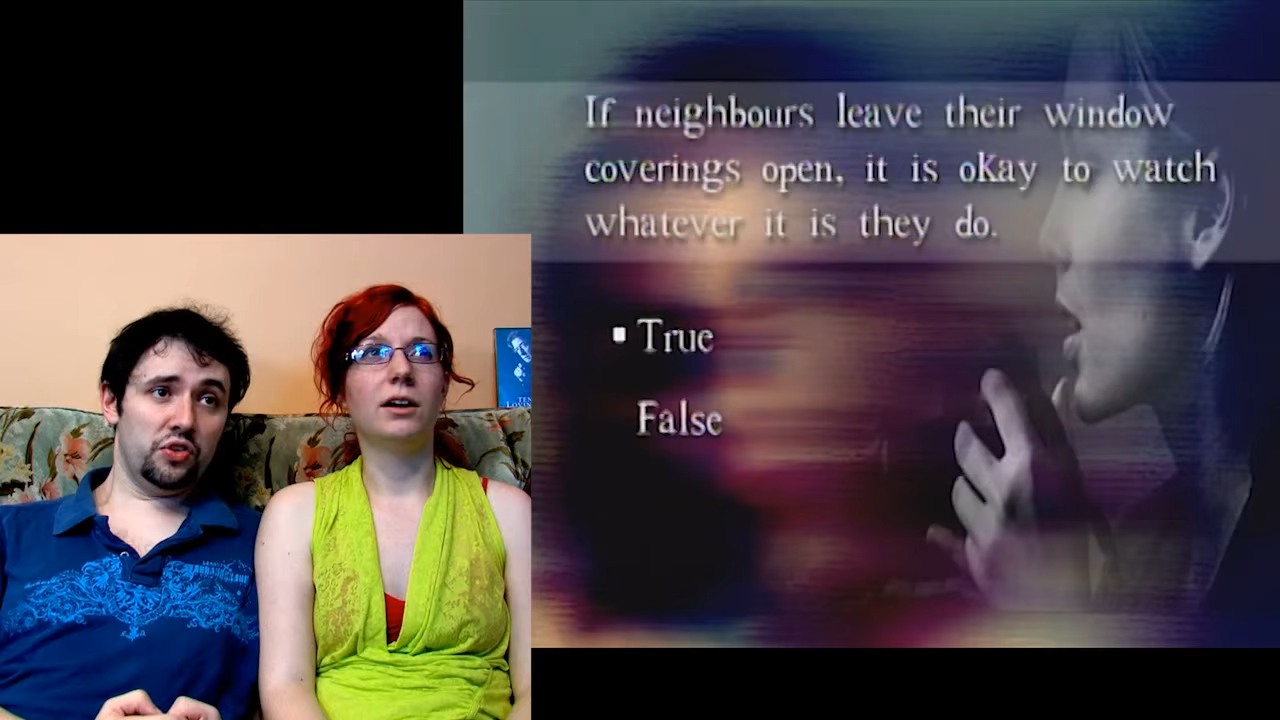 If neighbours leave their window
coverings open, it is okay to watch
whatever it is they do.
True
False